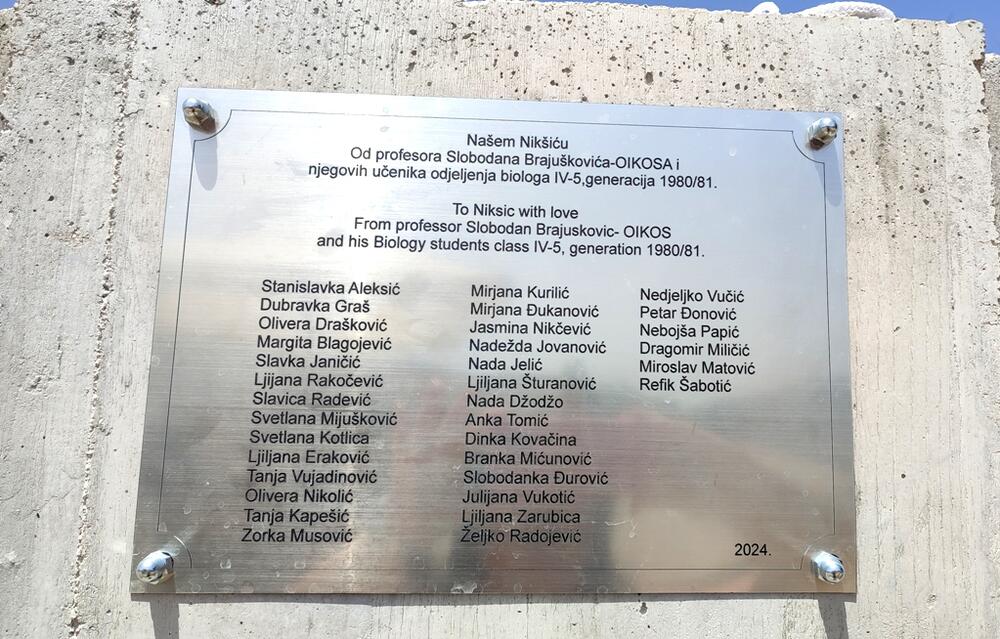 Našem Nikšiću
Od profesora Slobodana Brajuškovića-OIKOSA i
njegovih učenika odjeljenja biologa IV-5,generacija 1980/81.
To Niksic with love
From professor Slobodan Brajuskovic- OIKOS
and his Biology students class IV-5, generation 1980/81.
Stanislavka Aleksić
Dubravka Graš
Olivera Drašković
Margita Blagojević
Slavka Janičić
Ljijana Rakočević
Slavica Radević
Svetlana Mijušković
Svetlana Kotlica
Ljiljana Eraković
Tanja Vujadinović
Olivera Nikolić
Tanja Kapešić
Zorka Musović
Mirjana Kurilić
Mirjana Đukanović
Jasmina Nikčević
Nadežda Jovanović
Nada Jelić
Ljiljana Šturanović
Nada Džodžo
Anka Tomić
Dinka Kovačina
Branka Mićunović
Slobodanka Đurović
Julijana Vukotić
Ljiljana Zarubica
Željko Radojević
Nedjeljko Vučić
Petar Đonović
Nebojša Papić
Dragomir Miličić
Miroslav Matović
Refik Šabotić
2024.